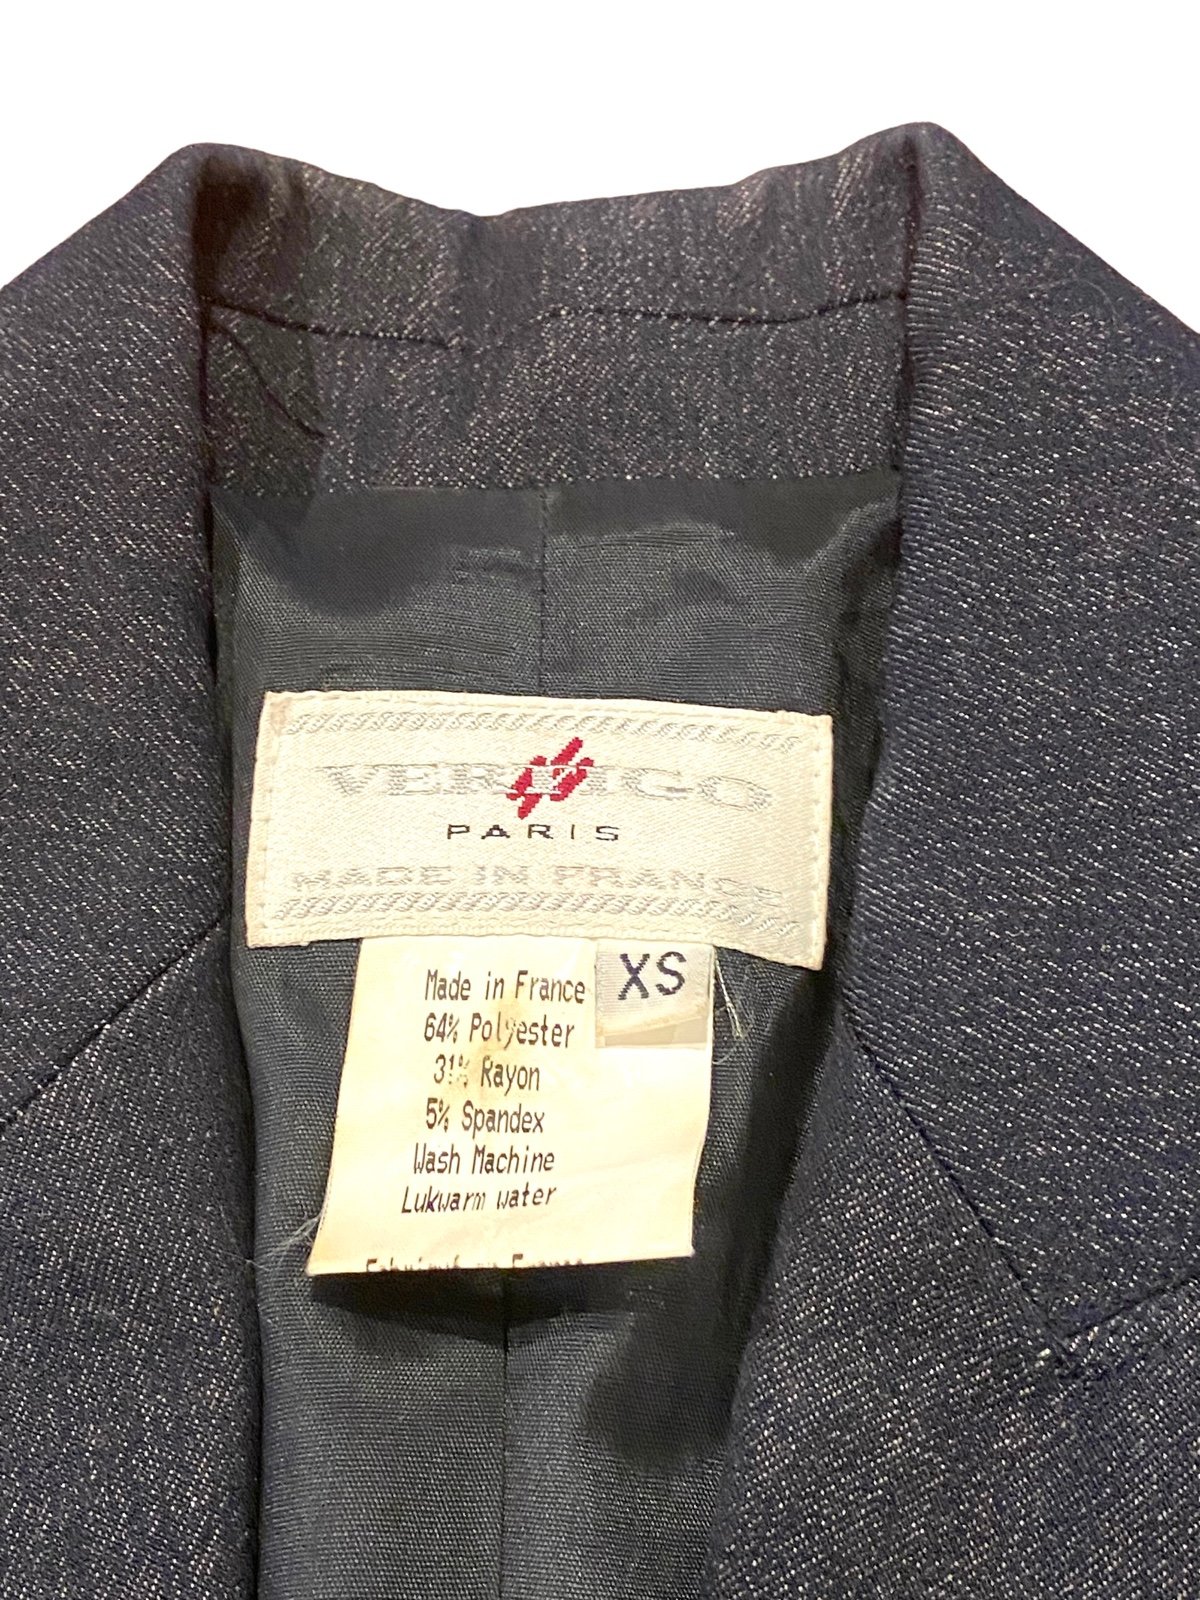 VERTIGO
PARIS
MADE IN FRANCE
XS
Made in France
64% Polyester
31% Rayon
5% Spandex
Wash Machine
Lukwarm water